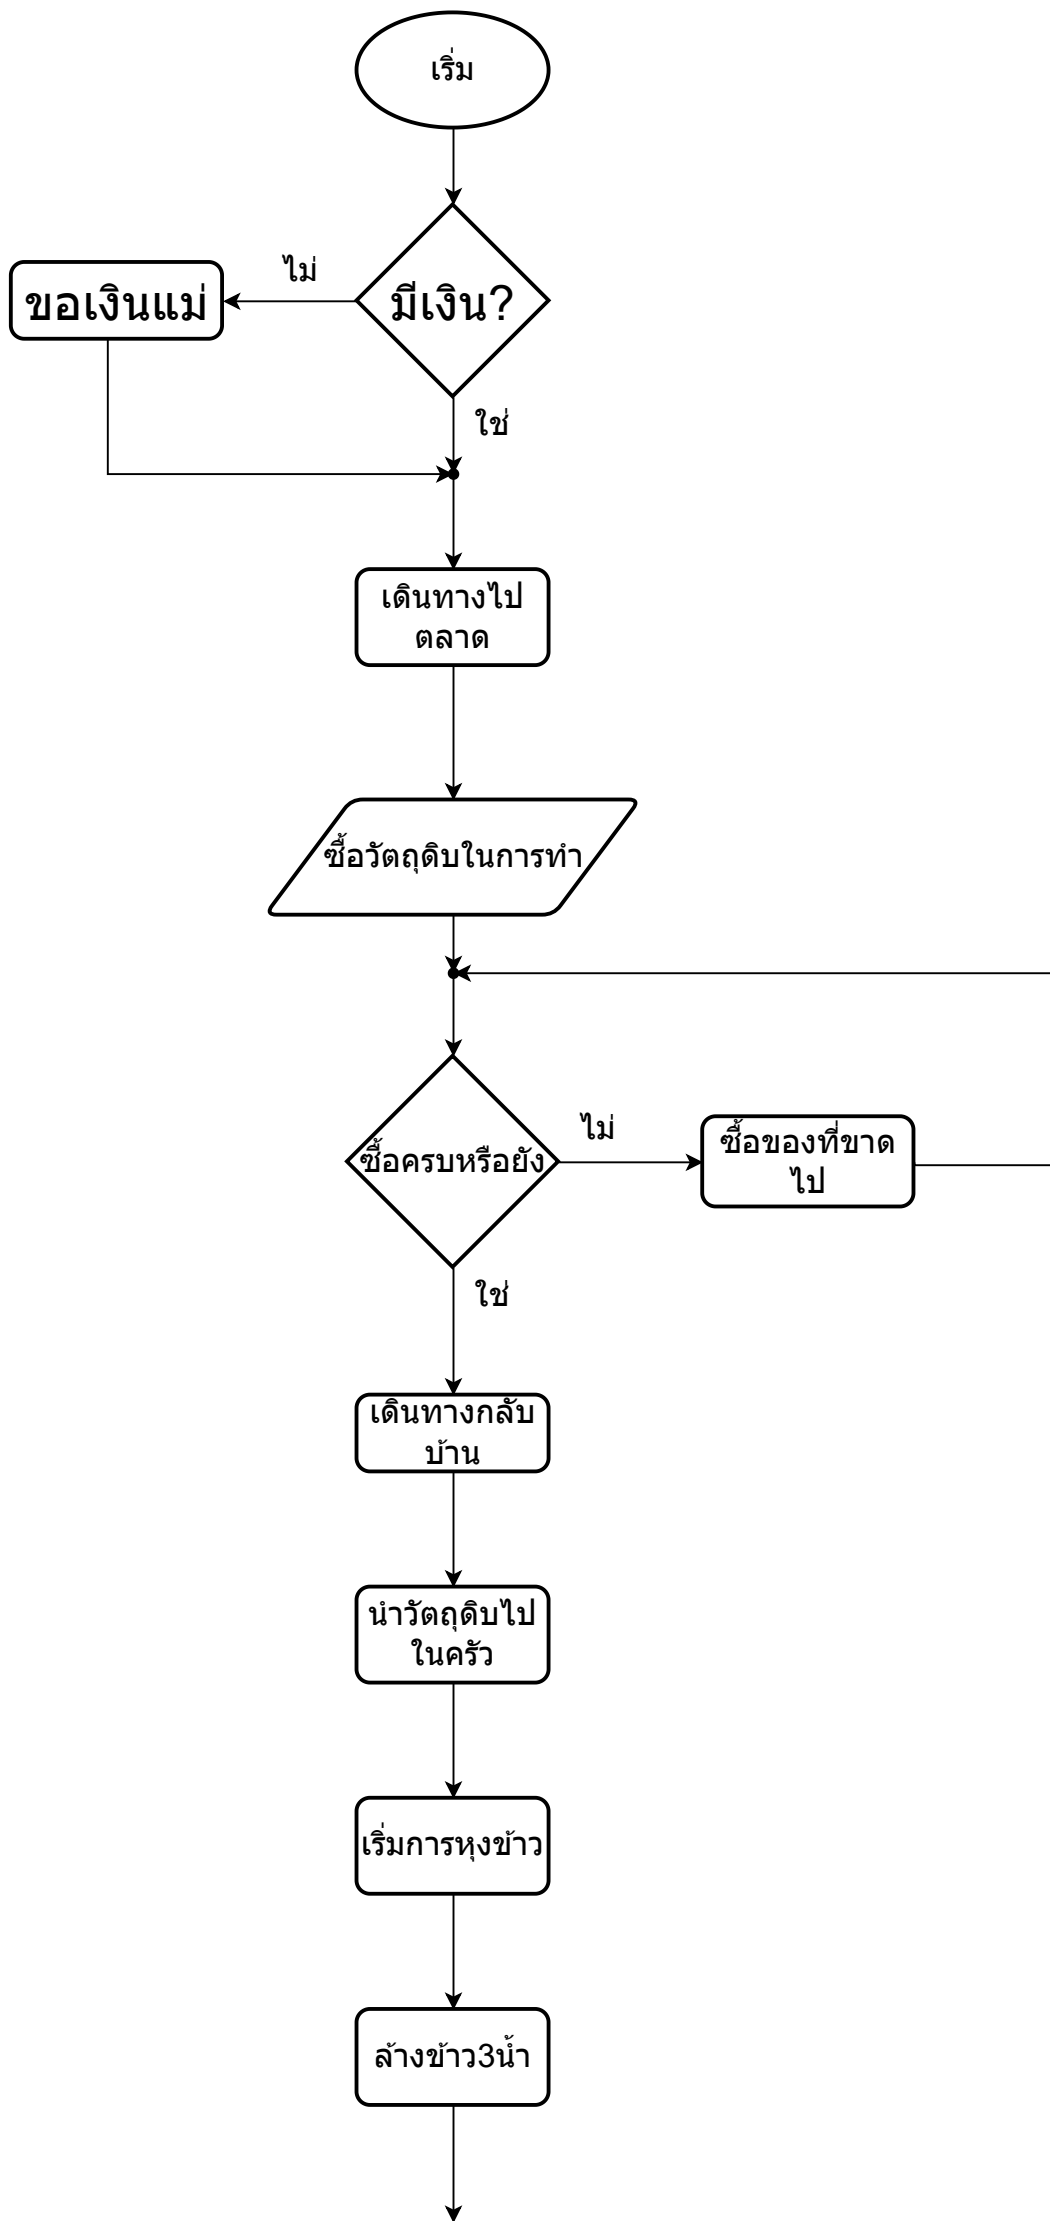 เริ่ม
มีเงิน?
ไม่
ขอเงินแม่
ใช่
เดินทางไป
ตลาด
ซื้อวัตถุดิบในการทำ
ซื้อครบหรือยัง
ไม่
ซื้อของที่ขาด
ไป
ใช่
เดินทางกลับ
บ้าน
นำวัตถุดิบไป
ในครัว
เริ่มการหุงข้าว
ล้างข้าว3น้ำ